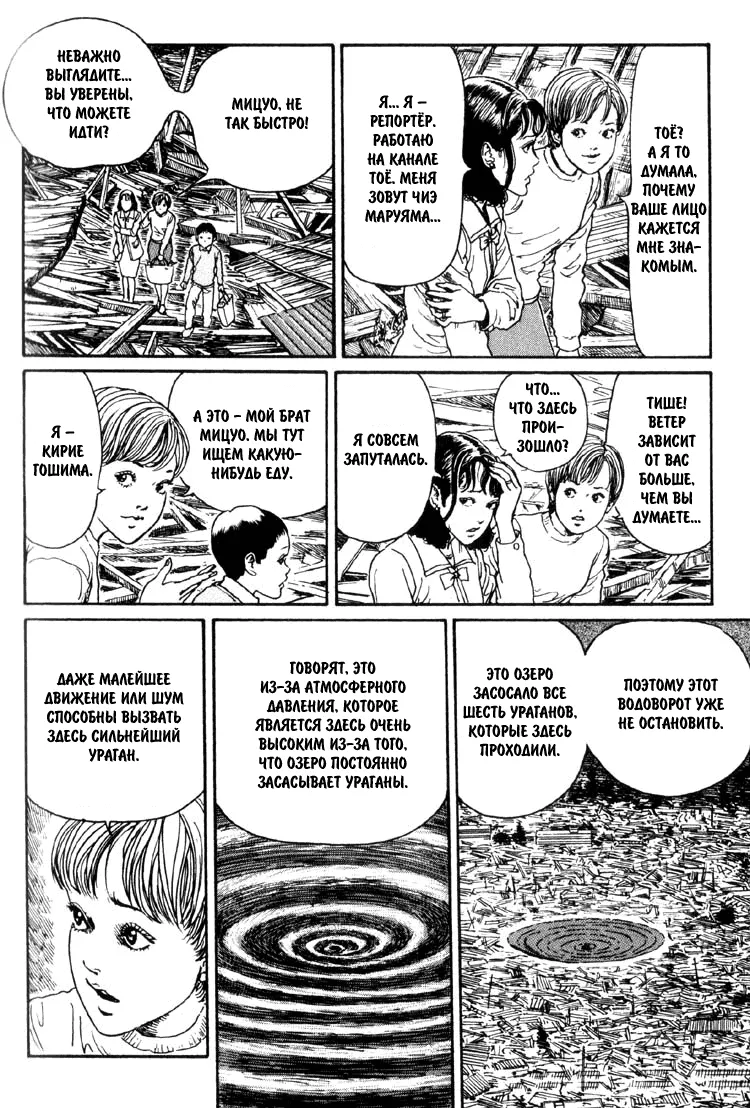 НЕВАЖНО
ВЫГЛЯДИТЕ...
ВЫ УВЕРЕНЫ,
ЧТО МОЖЕТЕ
ИДТИ?
МИЦУО, НЕ
ТАК БЫСТРО!
Я... Я –
РЕПОРТЁР.
РАБОТАЮ
НА КАНАЛЕ
ТОЁ. МЕНЯ
ЗОВУТ ЧИЭ
МАРУЯМА...
ТОЁ?
А Я ТО
ДУМАЛА,
ПОЧЕМУ
ВАШЕ ЛИЦО
КАЖЕТСЯ
МНЕ ЗНА-
КОМЫМ.
Я –
КИРИЕ
ГОШИМА.
А ЭТО – МОЙ БРАТ
МИЦУО. МЫ ТУТ
ИЩЕМ КАКУЮ-
НИБУДЬ ЕДУ.
Я СОВСЕМ
ЗАПУТАЛАСЬ.
ЧТО...
ЧТО ЗДЕСЬ
ПРОИ-
ЗОШЛО?
ТИШЕ!
ВЕТЕР
ЗАВИСИТ
ОТ ВАС
БОЛЬШЕ,
ЧЕМ ВЫ
ДУМАЕТЕ...
ДАЖЕ МАЛЕЙШЕЕ
ДВИЖЕНИЕ ИЛИ ШУМ
СПОСОБНЫ ВЫЗВАТЬ
ЗДЕСЬ СИЛЬНЕЙШИЙ
УРАГАН.
ГОВОРЯТ, ЭТО
ИЗ-ЗА АТМОСФЕРНОГО
ДАВЛЕНИЯ, КОТОРОЕ
ЯВЛЯЕТСЯ ЗДЕСЬ ОЧЕНЬ
ВЫСОКИМ ИЗ-ЗА ТОГО,
ЧТО ОЗЕРО ПОСТОЯННО
ЗАСАСЫВАЕТ УРАГАНЫ.
ЭТО ОЗЕРО
ЗАСОСАЛО ВСЕ
ШЕСТЬ УРАГАНОВ,
КОТОРЫЕ ЗДЕСЬ
ПРОХОДИЛИ.
ПОЭТОМУ ЭТОТ
ВОДОВОРОТ УЖЕ
НЕ ОСТАНОВИТЬ.